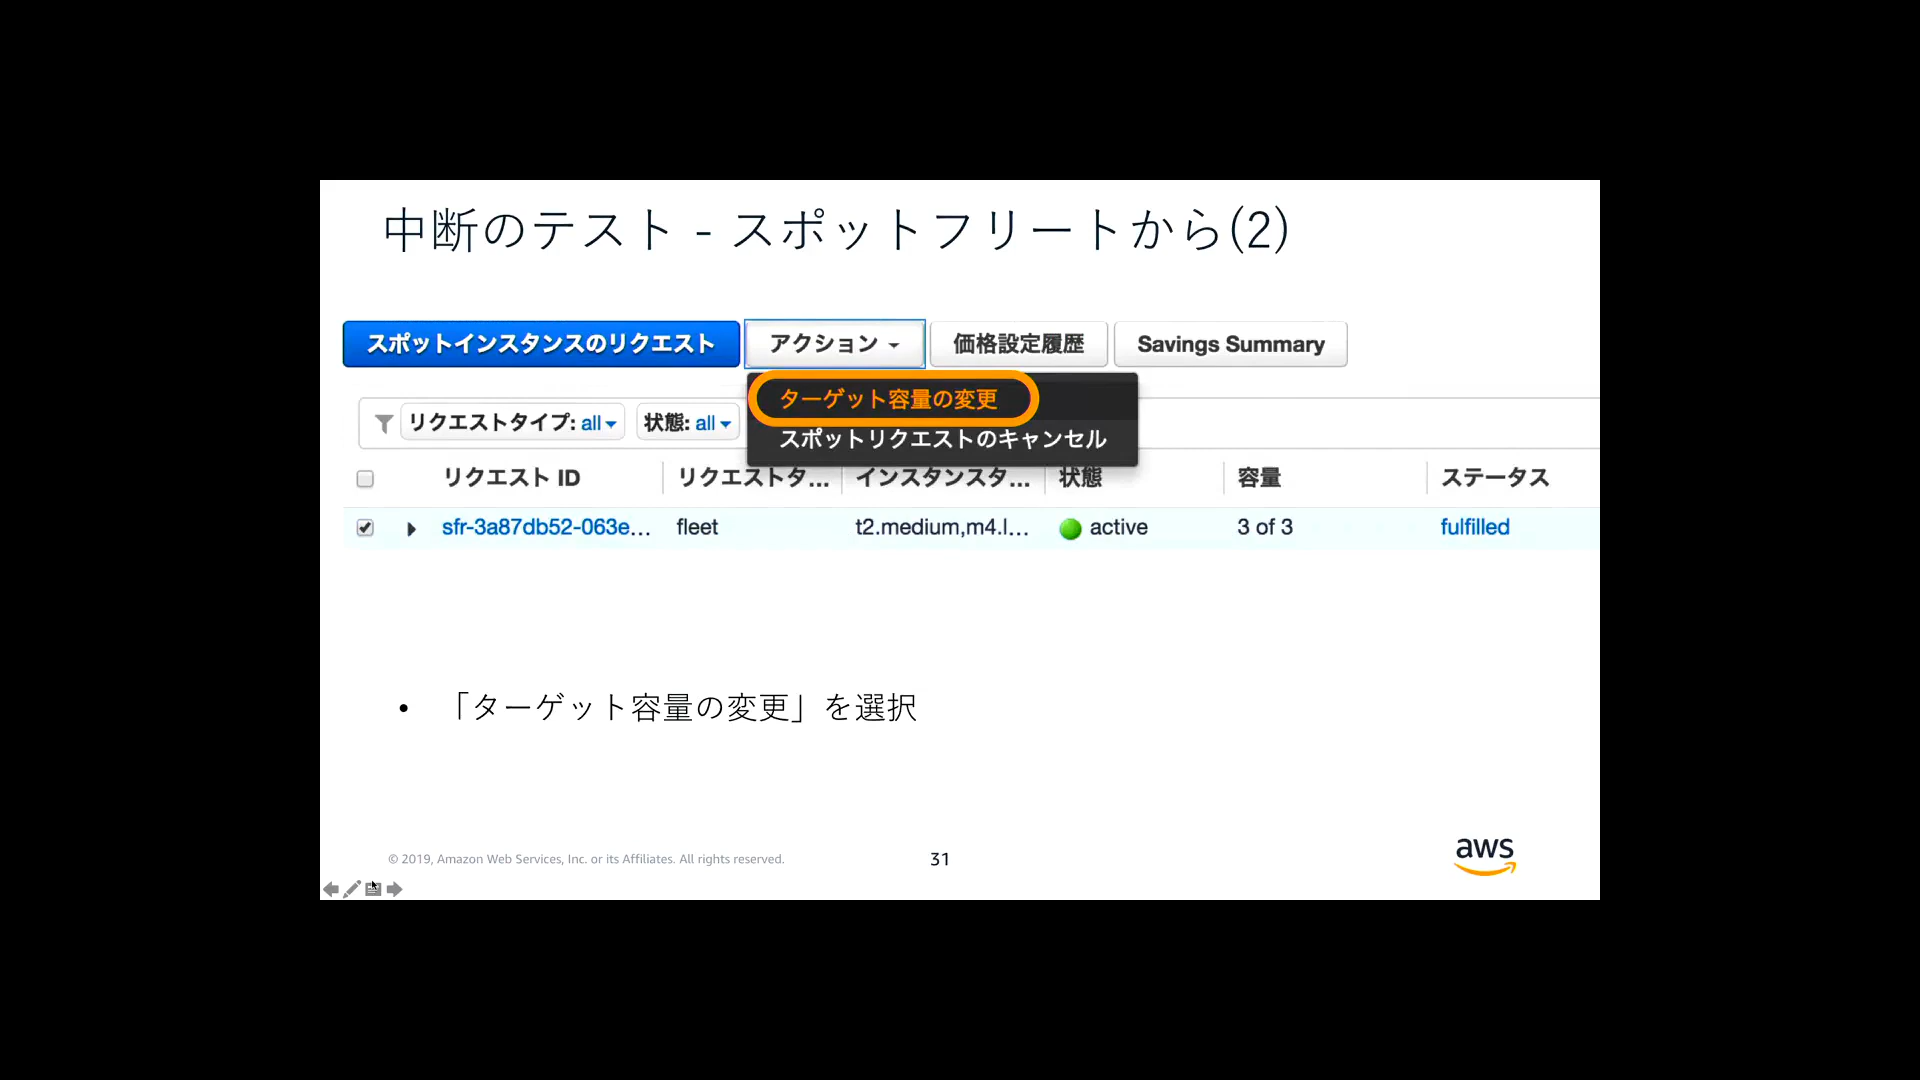 中断のテスト - スポットフリートから(2)
スポットインスタンスのリクエスト アクション 価格設定履歴 Savings Summary
ターゲット容量の変更
リクエストタイプ: all 状態: all
スポットリクエストのキャンセル
リクエスト ID リクエストタ... インスタンスタ... 状態 容量 ステータス
sfr-3a87db52-063e... fleet t2.medium,m4.l... active 3 of 3 fulfilled
• 「ターゲット容量の変更」を選択
© 2019, Amazon Web Services, Inc. or its Affiliates. All rights reserved. 31 aws